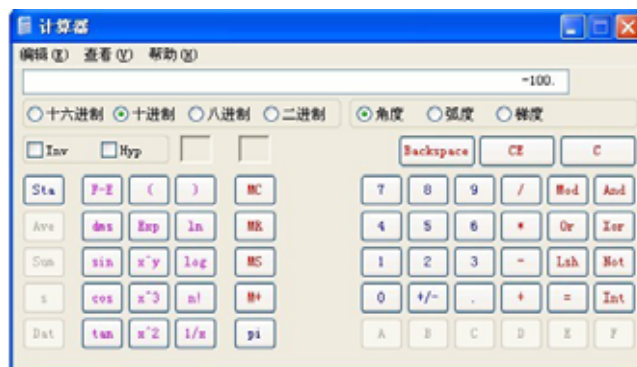 计算器
编辑(E) 查看(V) 帮助(H)
-100.
十六进制 十进制 八进制 二进制 角度 弧度 梯度
Inv Hyp Backspace CE C
Sta F-E ( ) MC 7 8 9 / Mod And
Ave dms Exp ln MR 4 5 6 * Or Xor
Sum sin x^y log MS 1 2 3 - Lsh Not
s cos x^3 n! M+ 0 +/- . + = Int
Dat tan x^2 1/x pi A B C D E F